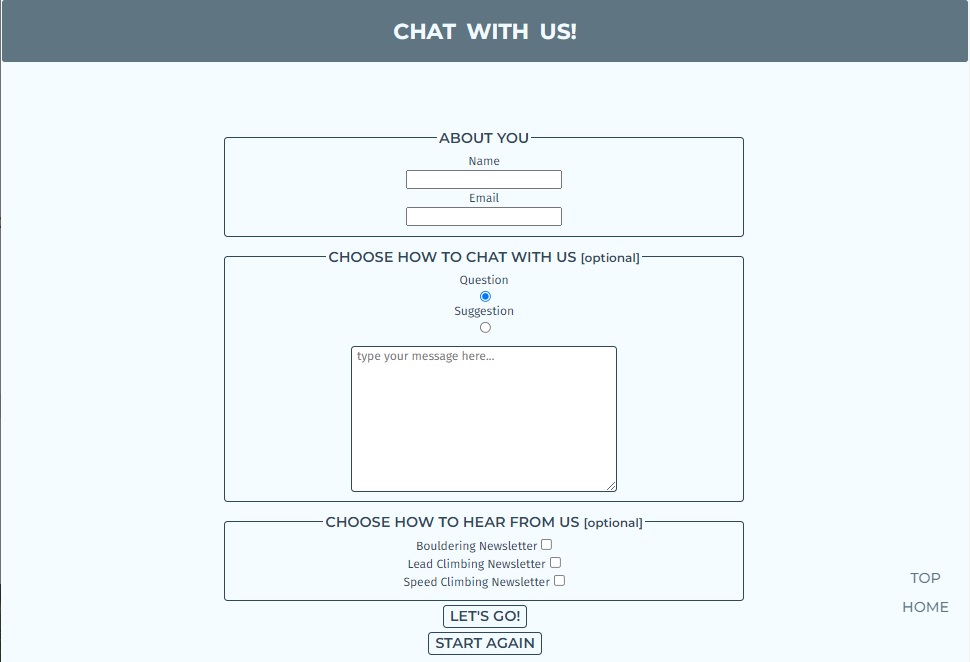 CHAT WITH US!
ABOUT YOU
Name
Email
CHOOSE HOW TO CHAT WITH US [optional]
Question
Suggestion
type your message here...
CHOOSE HOW TO HEAR FROM US [optional]
Bouldering Newsletter
Lead Climbing Newsletter
Speed Climbing Newsletter
TOP
HOME
LET'S GO!
START AGAIN